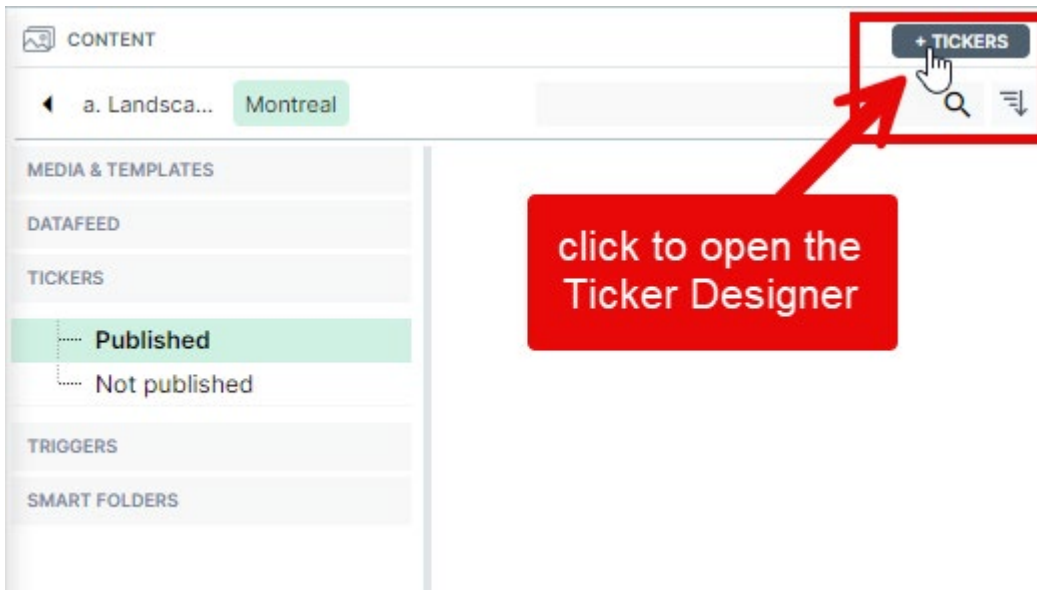 CONTENT
+ TICKERS
a. Landsca... Montreal
MEDIA & TEMPLATES
DATAFEED
TICKERS
Published
Not published
TRIGGERS
SMART FOLDERS
click to open the
Ticker Designer